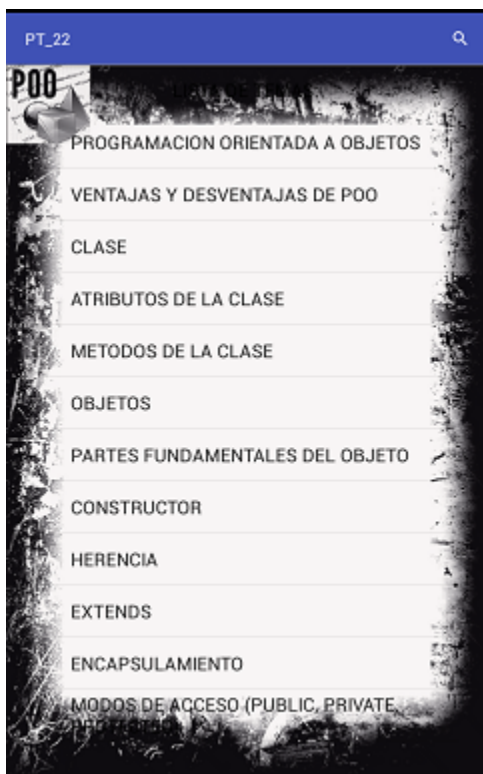 PT_22
POO
PROGRAMACION ORIENTADA A OBJETOS
VENTAJAS Y DESVENTAJAS DE POO
CLASE
ATRIBUTOS DE LA CLASE
METODOS DE LA CLASE
OBJETOS
PARTES FUNDAMENTALES DEL OBJETO
CONSTRUCTOR
HERENCIA
EXTENDS
ENCAPSULAMIENTO
MODOS DE ACCESO (PUBLIC, PRIVATE,